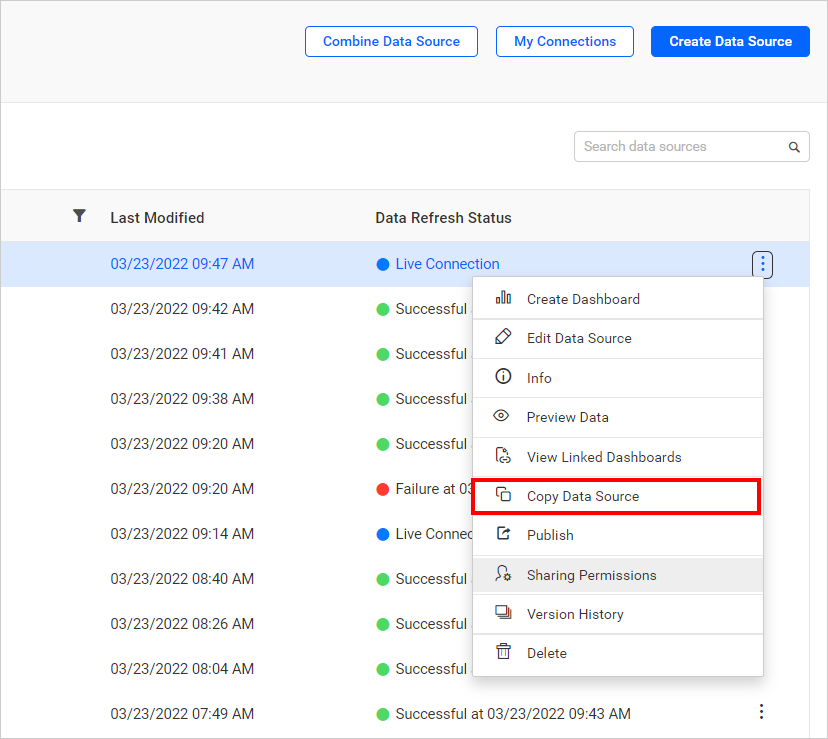 Combine Data Source My Connections Create Data Source
Search data sources
Last Modified Data Refresh Status
03/23/2022 09:47 AM Live Connection
Create Dashboard
03/23/2022 09:42 AM Successful
Edit Data Source
03/23/2022 09:41 AM Successful
Info
03/23/2022 09:38 AM Successful
Preview Data
03/23/2022 09:20 AM Successful
View Linked Dashboards
03/23/2022 09:20 AM Failure at 03
Copy Data Source
03/23/2022 09:14 AM Live Connec
Publish
03/23/2022 08:40 AM Successful
Sharing Permissions
03/23/2022 08:26 AM Successful
Version History
03/23/2022 08:04 AM Successful
Delete
03/23/2022 07:49 AM Successful at 03/23/2022 09:43 AM